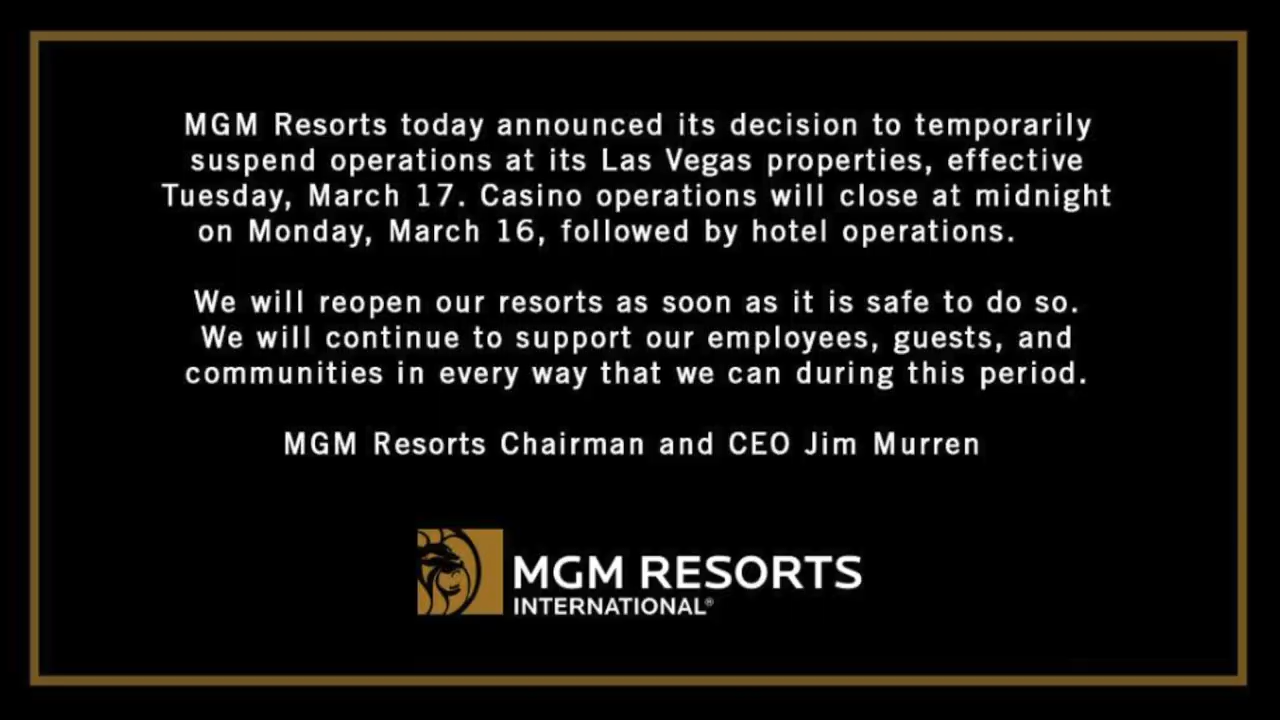 MGM Resorts today announced its decision to temporarily
suspend operations at its Las Vegas properties, effective
Tuesday, March 17. Casino operations will close at midnight
on Monday, March 16, followed by hotel operations.
We will reopen our resorts as soon as it is safe to do so.
We will continue to support our employees, guests, and
communities in every way that we can during this period.
MGM Resorts Chairman and CEO Jim Murren
MGM RESORTS
INTERNATIONAL®